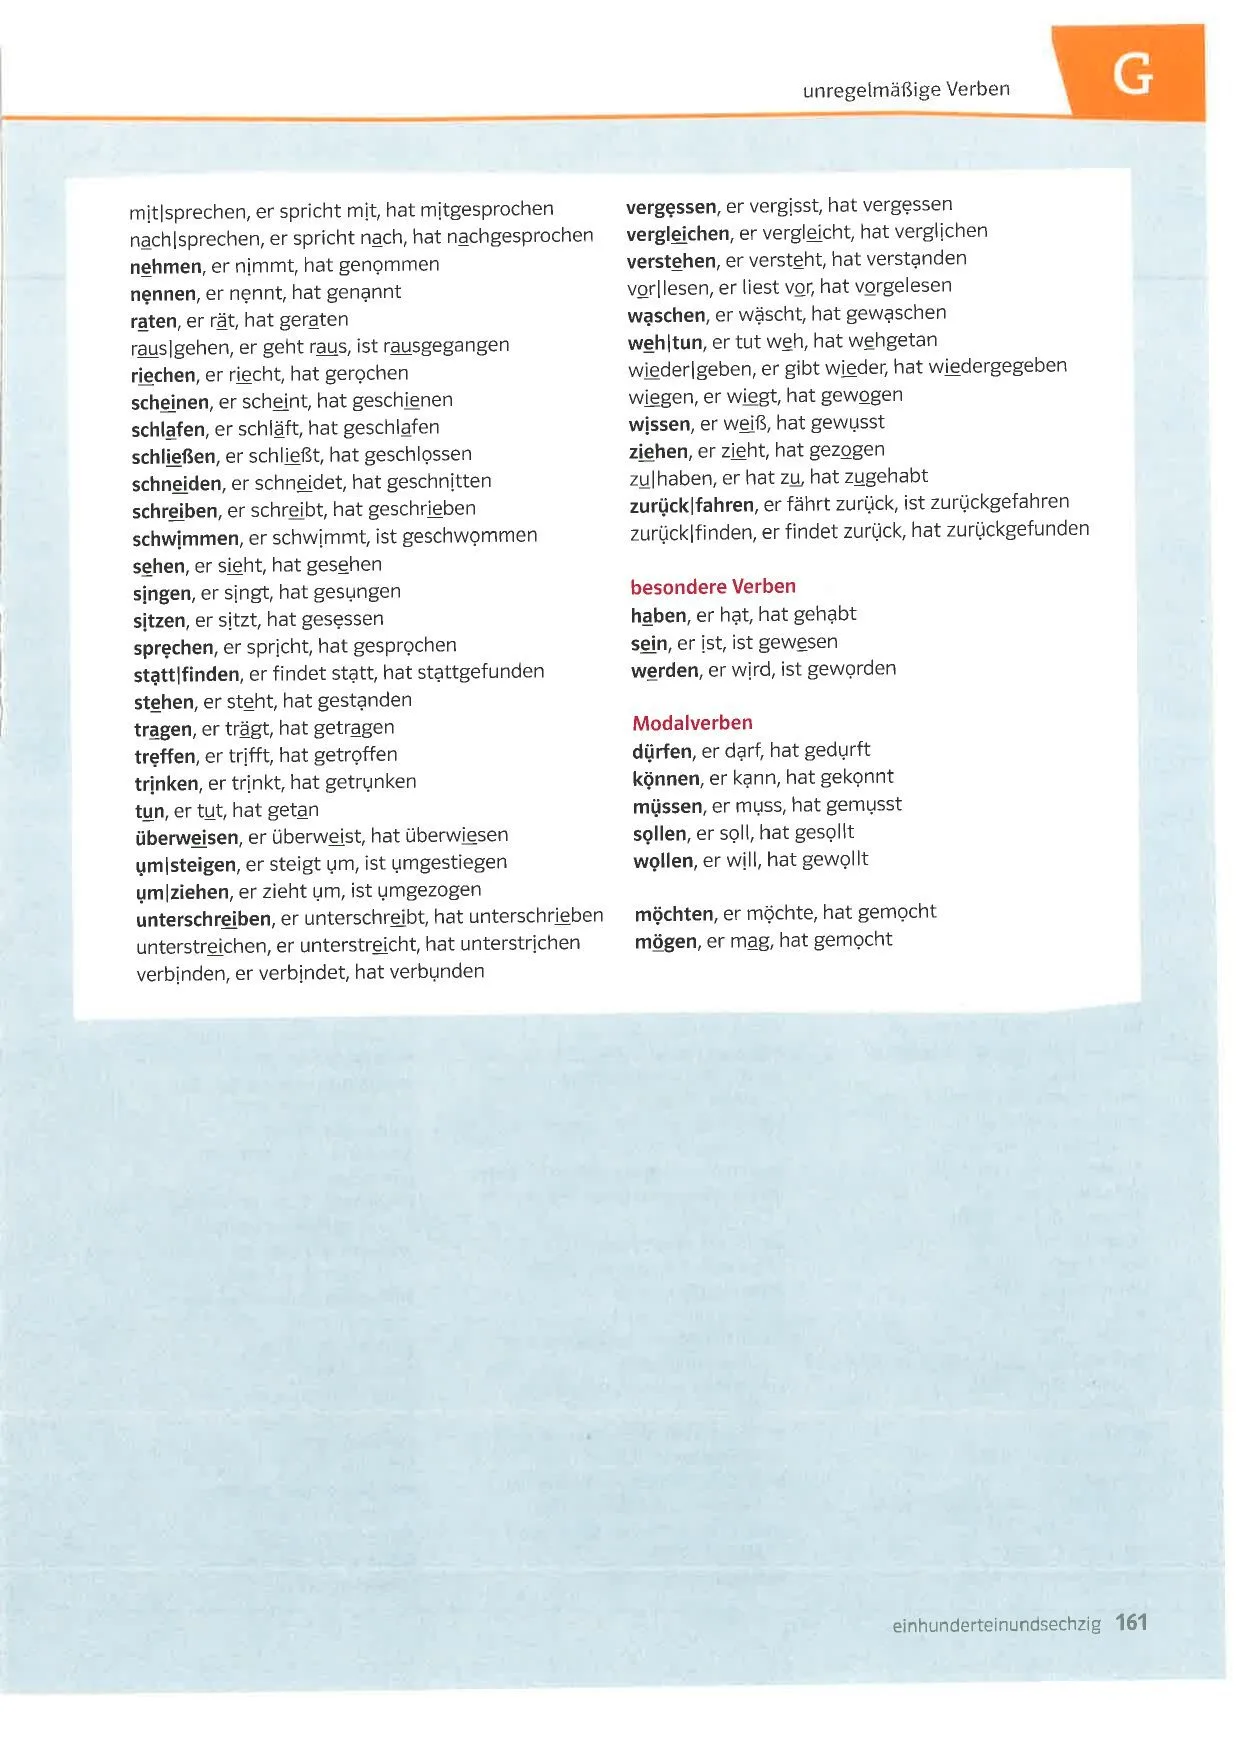 unregelmäßige Verben
G
mit|sprechen, er spricht mit, hat mitgesprochen
nach|sprechen, er spricht nach, hat nachgesprochen
nehmen, er nimmt, hat genommen
nennen, er nennt, hat genannt
raten, er rät, hat geraten
raus|gehen, er geht raus, ist rausgegangen
riechen, er riecht, hat gerochen
scheinen, er scheint, hat geschienen
schlafen, er schläft, hat geschlafen
schließen, er schließt, hat geschlossen
schneiden, er schneidet, hat geschnitten
schreiben, er schreibt, hat geschrieben
schwimmen, er schwimmt, ist geschwommen
sehen, er sieht, hat gesehen
singen, er singt, hat gesungen
sitzen, er sitzt, hat gesessen
sprechen, er spricht, hat gesprochen
statt|finden, er findet statt, hat stattgefunden
stehen, er steht, hat gestanden
tragen, er trägt, hat getragen
treffen, er trifft, hat getroffen
trinken, er trinkt, hat getrunken
tun, er tut, hat getan
überweisen, er überweist, hat überwiesen
um|steigen, er steigt um, ist umgestiegen
um|ziehen, er zieht um, ist umgezogen
unterschreiben, er unterschreibt, hat unterschrieben
unterstreichen, er unterstreicht, hat unterstrichen
verbinden, er verbindet, hat verbunden
vergessen, er vergisst, hat vergessen
vergleichen, er vergleicht, hat verglichen
verstehen, er versteht, hat verstanden
vor|lesen, er liest vor, hat vorgelesen
waschen, er wäscht, hat gewaschen
weh|tun, er tut weh, hat wehgetan
wieder|geben, er gibt wieder, hat wiedergegeben
wiegen, er wiegt, hat gewogen
wissen, er weiß, hat gewusst
ziehen, er zieht, hat gezogen
zu|haben, er hat zu, hat zugehabt
zurück|fahren, er fährt zurück, ist zurückgefahren
zurück|finden, er findet zurück, hat zurückgefunden
besondere Verben
haben, er hat, hat gehabt
sein, er ist, ist gewesen
werden, er wird, ist geworden
Modalverben
dürfen, er darf, hat gedurft
können, er kann, hat gekonnt
müssen, er muss, hat gemusst
sollen, er soll, hat gesollt
wollen, er will, hat gewollt
möchten, er möchte, hat gemocht
mögen, er mag, hat gemocht
einhunderteinundsechzig 161